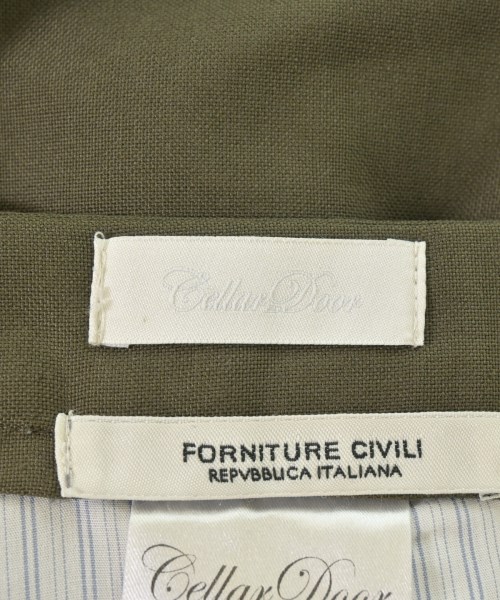 Cellar Door
FORNITURE CIVILI
REPVBBLICA ITALIANA
Cellar Door